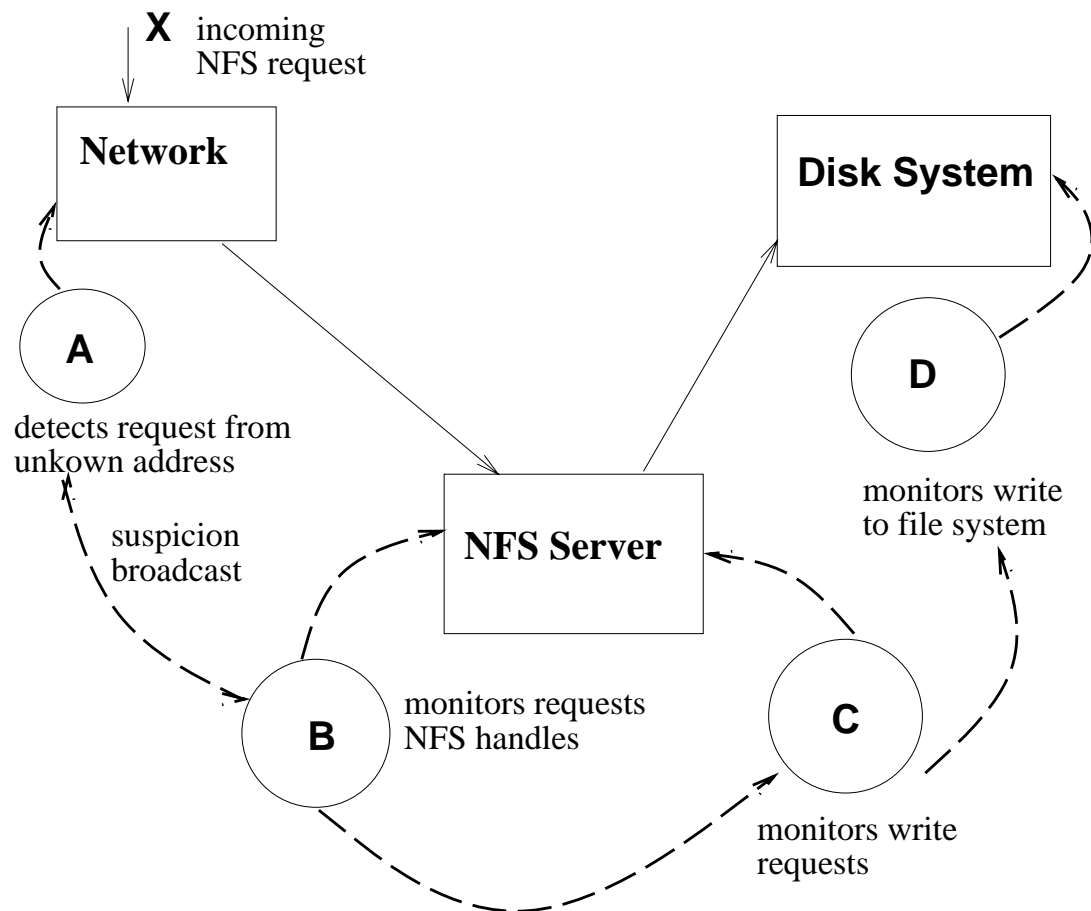 X incoming
NFS request
Network
Disk System
A
D
detects request from
unkown address
monitors write
to file system
suspicion
broadcast
NFS Server
B
monitors requests
NFS handles
C
monitors write
requests